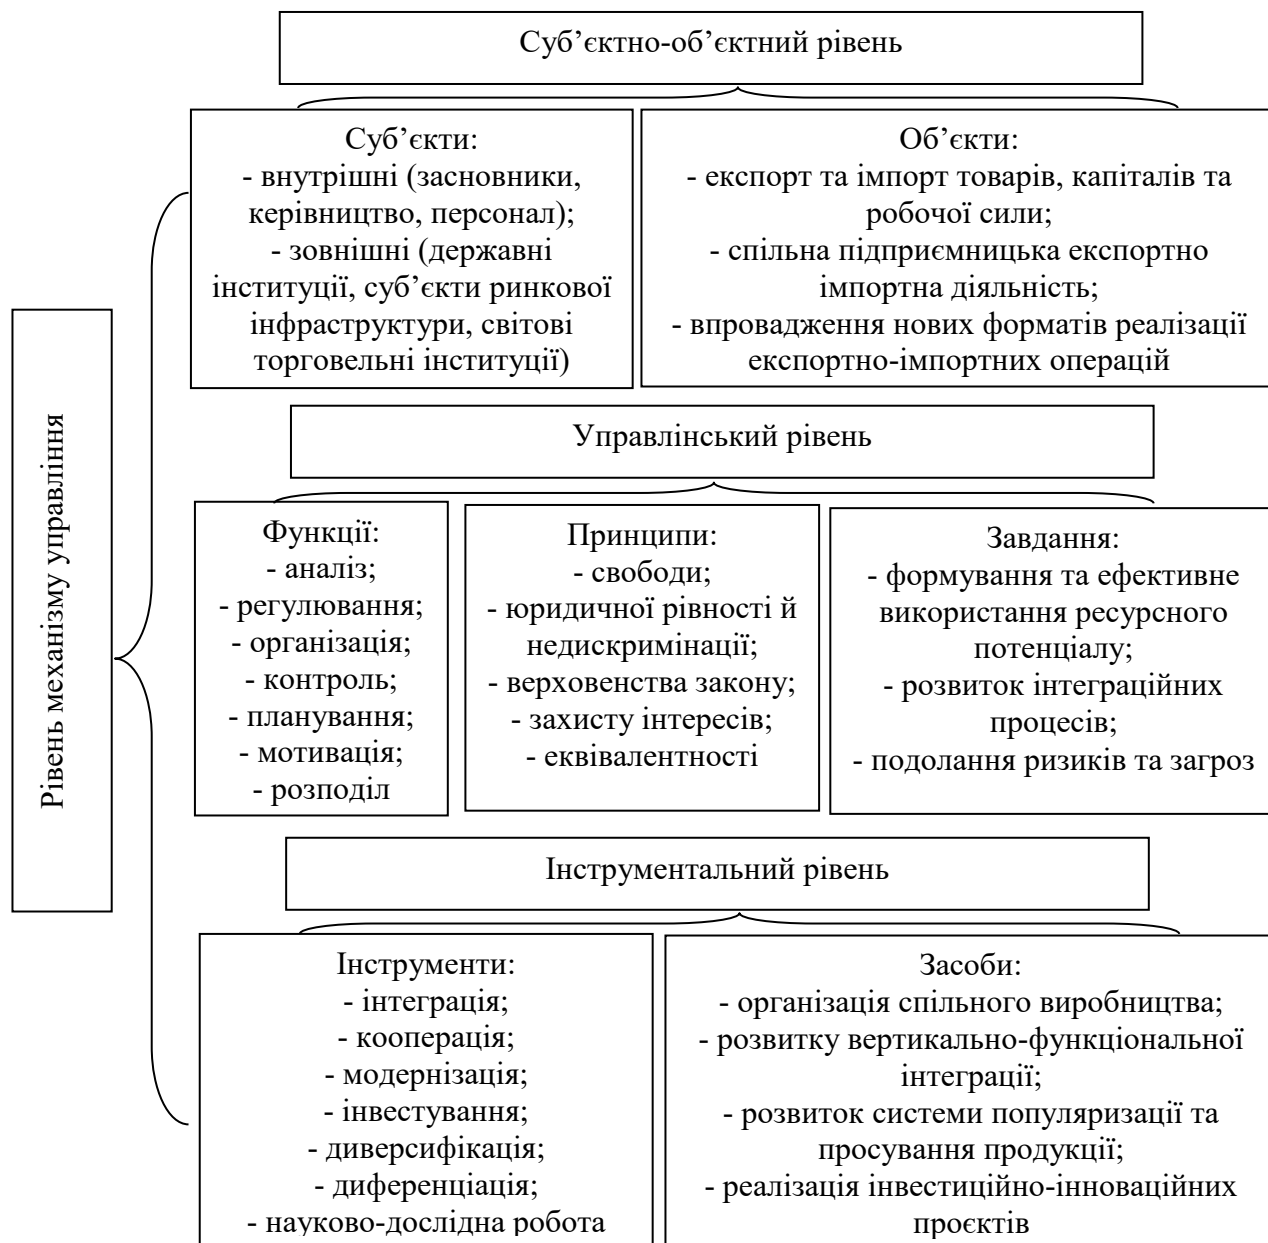 Суб’єктно-об’єктний рівень
Суб’єкти:
- внутрішні (засновники,
керівництво, персонал);
- зовнішні (державні
інституції, суб’єкти ринкової
інфраструктури, світові
торговельні інституції)
Об’єкти:
- експорт та імпорт товарів, капіталів та
робочої сили;
- спільна підприємницька експортно
імпортна діяльність;
- впровадження нових форматів реалізації
експортно-імпортних операцій
Рівень механізму управління
Управлінський рівень
Функції:
- аналіз;
- регулювання;
- організація;
- контроль;
- планування;
- мотивація;
- розподіл
Принципи:
- свободи;
- юридичної рівності й
недискримінації;
- верховенства закону;
- захисту інтересів;
- еквівалентності
Завдання:
- формування та ефективне
використання ресурсного
потенціалу;
- розвиток інтеграційних
процесів;
- подолання ризиків та загроз
Інструментальний рівень
Інструменти:
- інтеграція;
- кооперація;
- модернізація;
- інвестування;
- диверсифікація;
- диференціація;
- науково-дослідна робота
Засоби:
- організація спільного виробництва;
- розвитку вертикально-функціональної
інтеграції;
- розвиток системи популяризації та
просування продукції;
- реалізація інвестиційно-інноваційних
проєктів